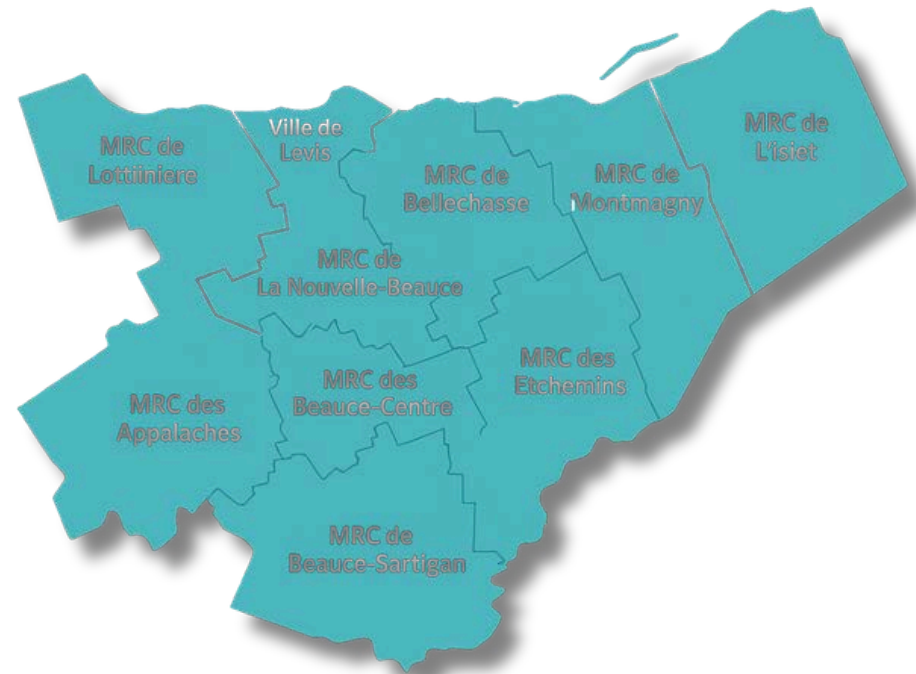 MRC de
Lottiiniere
Ville de
Levis
MRC de
Bellechasse
MRC de
Montmagny
MRC de
L'isiet
MRC de
La Nouvelle-Beauce
MRC des
Appalaches
MRC des
Beauce-Centre
MRC des
Etchemins
MRC de
Beauce-Sartigan